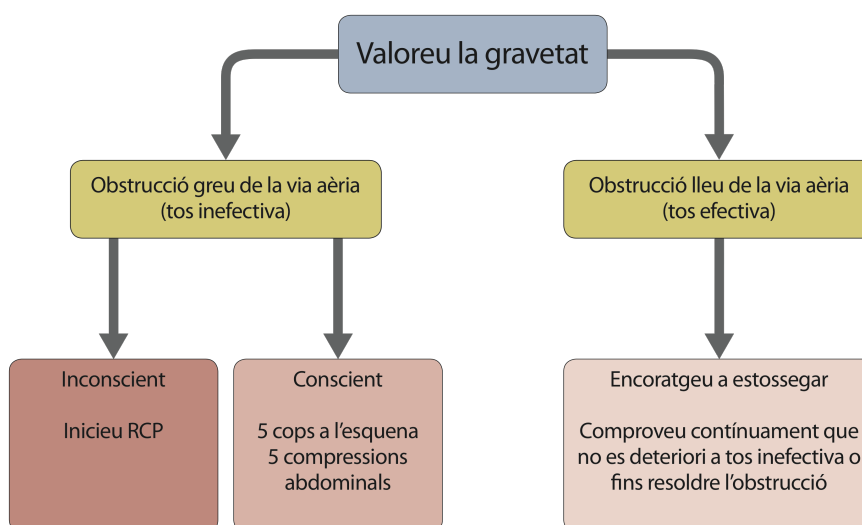 Valoreu la gravetat
Obstrucció greu de la via aèria
(tos inefectiva)
Obstrucció lleu de la via aèria
(tos efectiva)
Inconscient
Inicieu RCP
Conscient
5 cops a l’esquena
5 compressions
abdominals
Encoratgeu a estossegar
Comproveu contínuament que
no es deteriori a tos inefectiva o
fins resoldre l’obstrucció